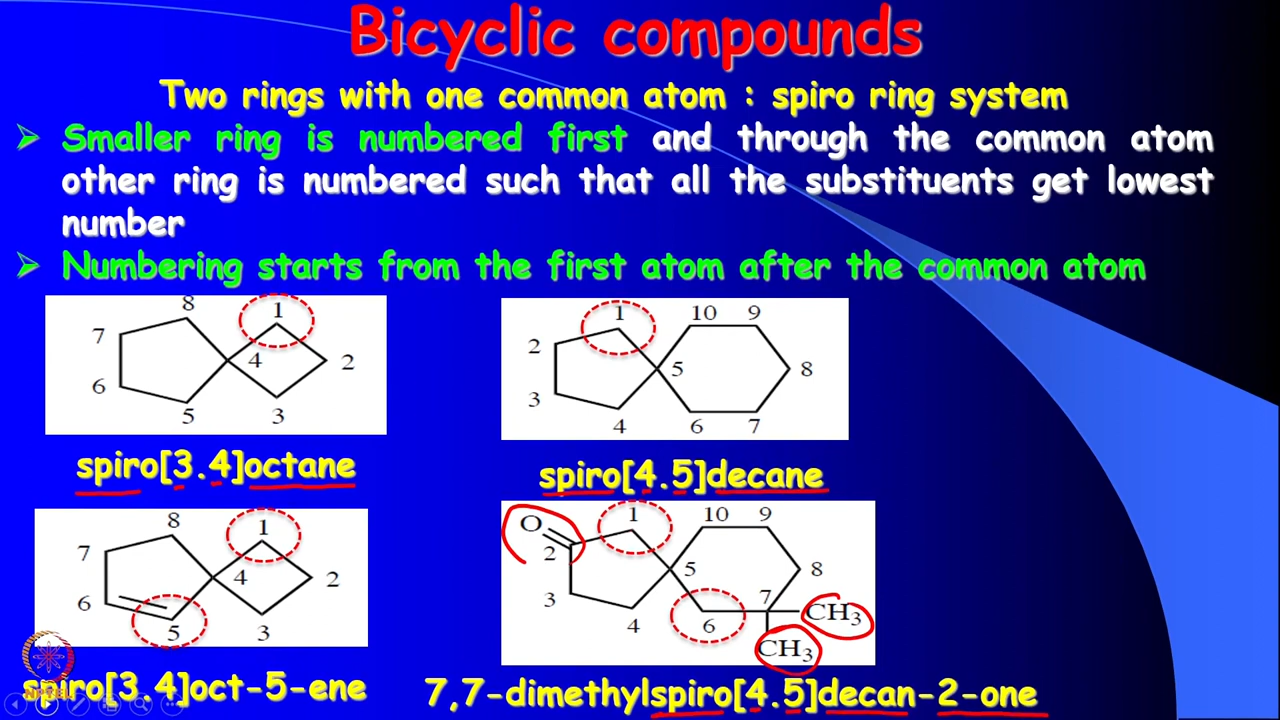 Bicyclic compounds
Two rings with one common atom : spiro ring system
➢ Smaller ring is numbered first and through the common atom
other ring is numbered such that all the substituents get lowest
number
➢ Numbering starts from the first atom after the common atom
8 1
7 4 2
6
5 3
1 10 9
2 5 8
3
4 6 7
spiro[3.4]octane
spiro[4.5]decane
8 1
7 4 2
6
5 3
O 1 10 9
2 5 8
3 7 CH3
4 6
CH3
spiro[3.4]oct-5-ene
7,7-dimethylspiro[4.5]decan-2-one